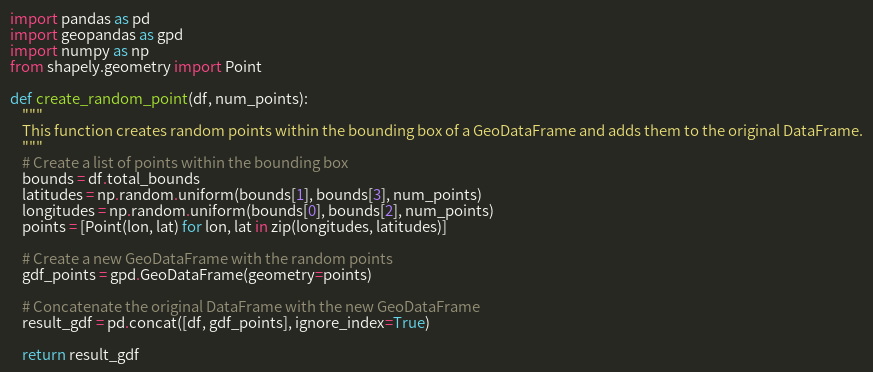 import pandas as pd
import geopandas as gpd
import numpy as np
from shapely.geometry import Point

def create_random_point(df, num_points):
    """
    This function creates random points within the bounding box of a GeoDataFrame and adds them to the original DataFrame.
    """
    # Create a list of points within the bounding box
    bounds = df.total_bounds
    latitudes = np.random.uniform(bounds[1], bounds[3], num_points)
    longitudes = np.random.uniform(bounds[0], bounds[2], num_points)
    points = [Point(lon, lat) for lon, lat in zip(longitudes, latitudes)]

    # Create a new GeoDataFrame with the random points
    gdf_points = gpd.GeoDataFrame(geometry=points)

    # Concatenate the original DataFrame with the new GeoDataFrame
    result_gdf = pd.concat([df, gdf_points], ignore_index=True)

    return result_gdf